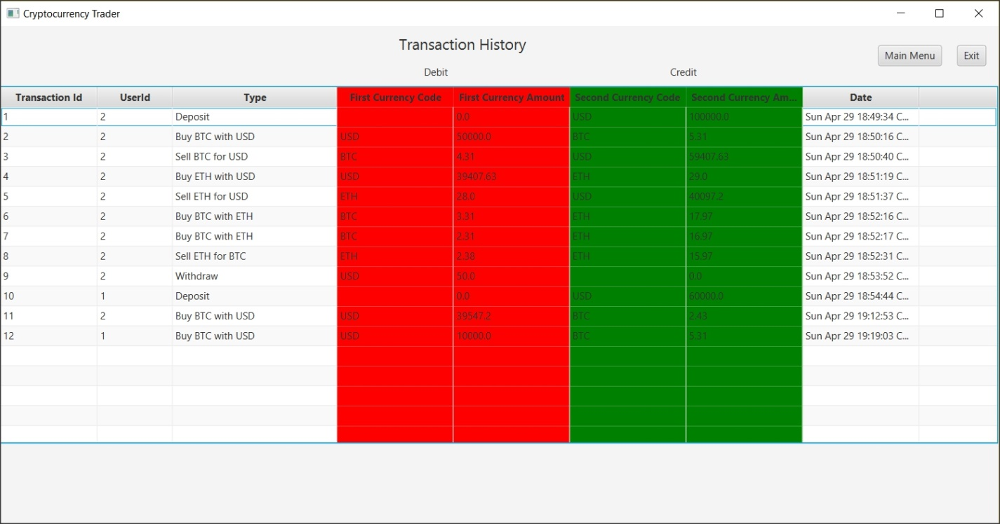 Cryptocurrency Trader
Transaction History
Main Menu Exit
Debit Credit
Transaction Id UserId Type First Currency Code First Currency Amount Second Currency Code Second Currency Am... Date
1 2 Deposit 0.0 USD 100000.0 Sun Apr 29 18:49:34 C...
2 2 Buy BTC with USD USD 50000.0 BTC 5.31 Sun Apr 29 18:50:16 C...
3 2 Sell BTC for USD BTC 4.31 USD 59407.63 Sun Apr 29 18:50:40 C...
4 2 Buy ETH with USD USD 39407.63 ETH 29.0 Sun Apr 29 18:51:19 C...
5 2 Sell ETH for USD ETH 28.0 USD 40097.2 Sun Apr 29 18:51:37 C...
6 2 Buy BTC with ETH BTC 3.31 ETH 17.97 Sun Apr 29 18:52:16 C...
7 2 Buy BTC with ETH BTC 2.31 ETH 16.97 Sun Apr 29 18:52:17 C...
8 2 Sell ETH for BTC ETH 2.38 ETH 15.97 Sun Apr 29 18:52:31 C...
9 2 Withdraw USD 50.0 0.0 Sun Apr 29 18:53:52 C...
10 1 Deposit 0.0 USD 60000.0 Sun Apr 29 18:54:44 C...
11 2 Buy BTC with USD USD 39547.2 BTC 2.43 Sun Apr 29 19:12:53 C...
12 1 Buy BTC with USD USD 10000.0 BTC 5.31 Sun Apr 29 19:19:03 C...